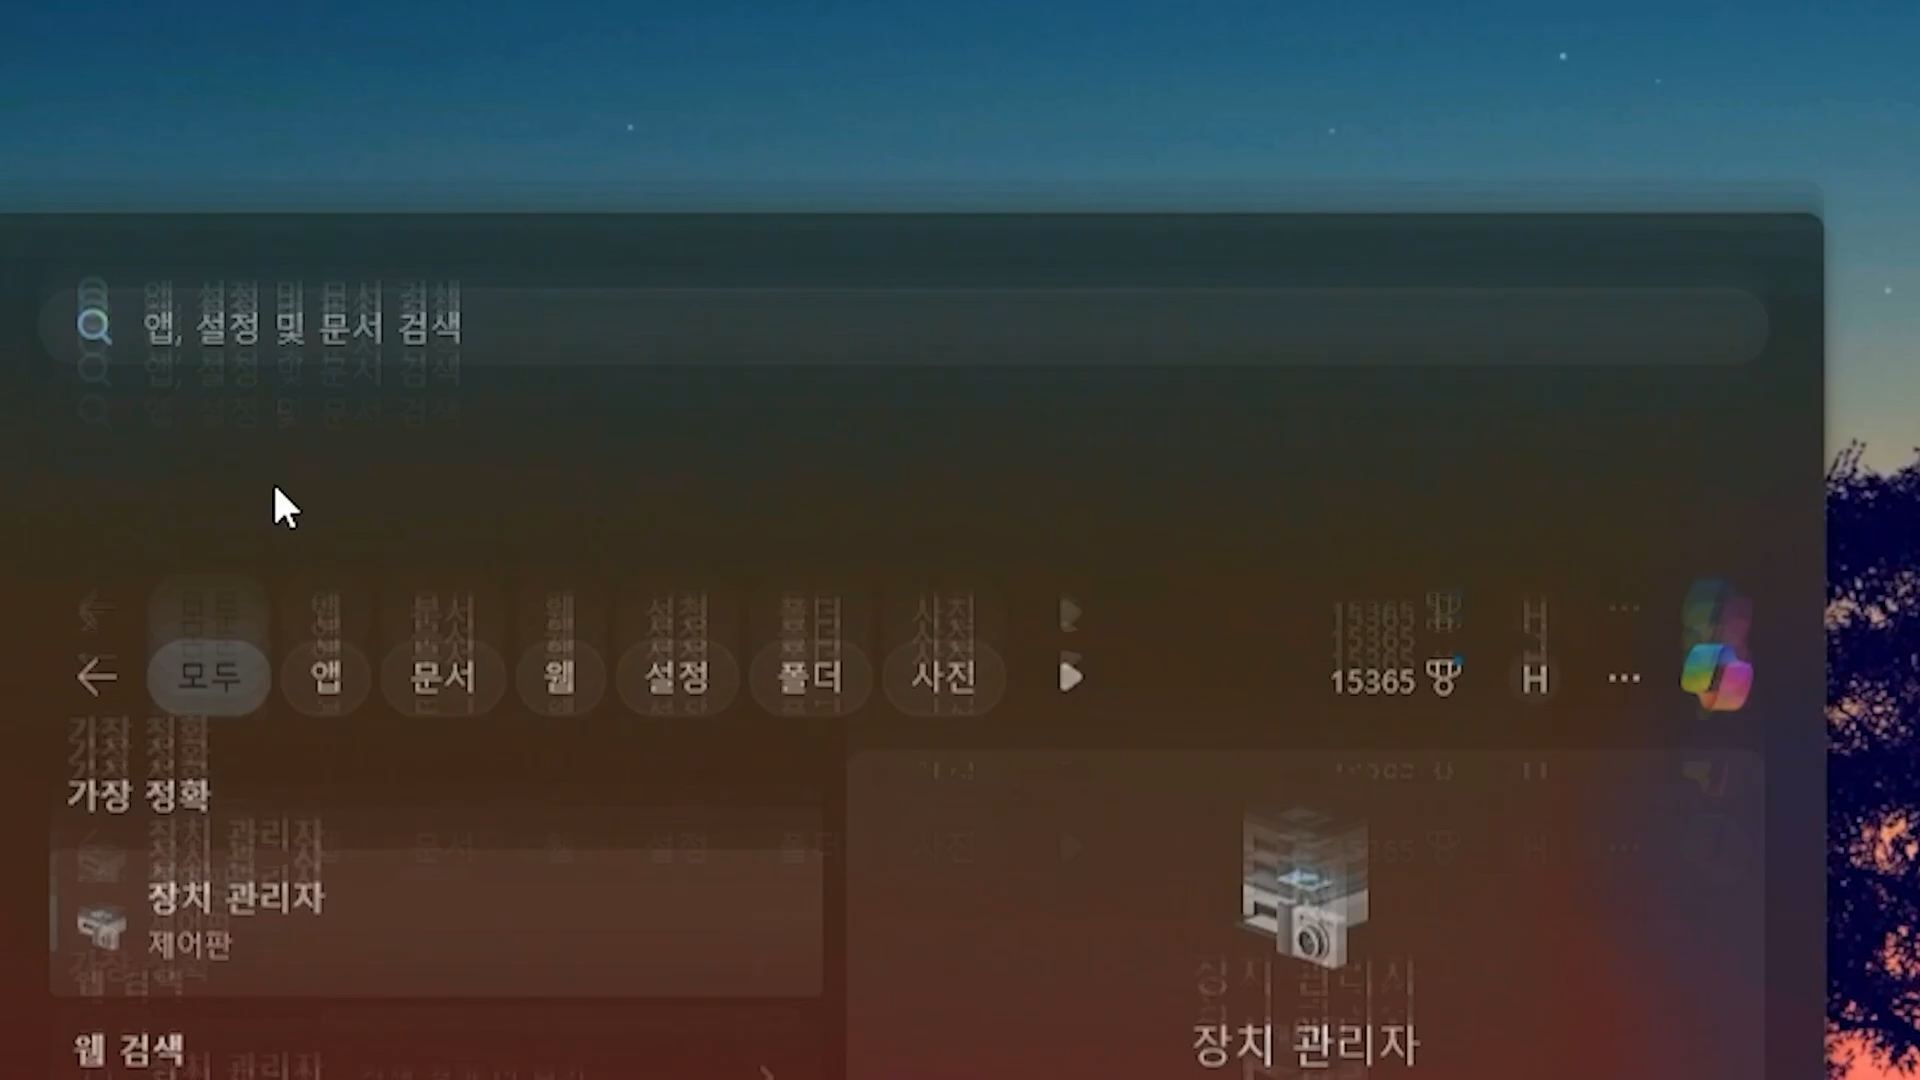 앱, 설정 및 문서 검색
모두 앱 문서 웹 설정 폴더 사진 15365 H ...
가장 정확
장치 관리자
제어판
웹 검색
장치 관리자